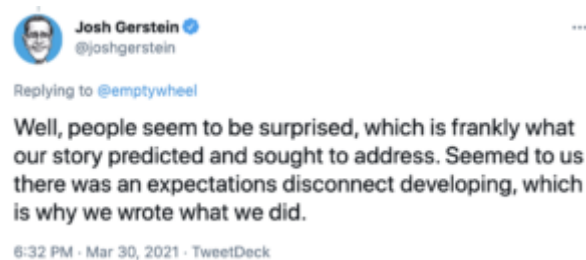 Josh Gerstein
@joshgerstein
Replying to @emptywheel
Well, people seem to be surprised, which is frankly what
our story predicted and sought to address. Seemed to us
there was an expectations disconnect developing, which
is why we wrote what we did.
6:32 PM · Mar 30, 2021 · TweetDeck